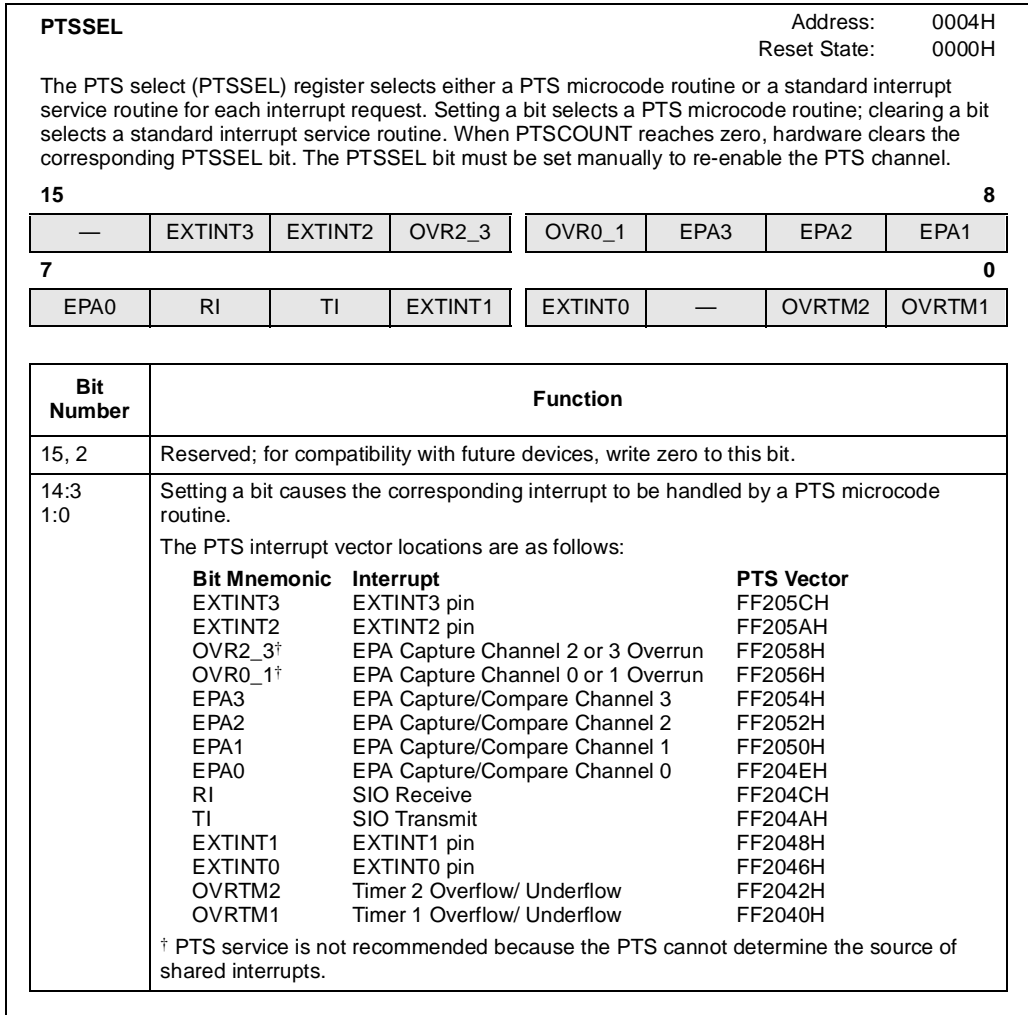 PTSSEL
Address: 0004H
Reset State: 0000H
The PTS select (PTSSEL) register selects either a PTS microcode routine or a standard interrupt
service routine for each interrupt request. Setting a bit selects a PTS microcode routine; clearing a bit
selects a standard interrupt service routine. When PTSCOUNT reaches zero, hardware clears the
corresponding PTSSEL bit. The PTSSEL bit must be set manually to re-enable the PTS channel.
15 8
— EXTINT3 EXTINT2 OVR2_3 OVR0_1 EPA3 EPA2 EPA1
7 0
EPA0 RI TI EXTINT1 EXTINT0 — OVRTM2 OVRTM1
Bit Number Function
15, 2 Reserved; for compatibility with future devices, write zero to this bit.
14:3 Setting a bit causes the corresponding interrupt to be handled by a PTS microcode
1:0 routine.
The PTS interrupt vector locations are as follows:
Bit Mnemonic Interrupt PTS Vector
EXTINT3 EXTINT3 pin FF205CH
EXTINT2 EXTINT2 pin FF205AH
OVR2_3† EPA Capture Channel 2 or 3 Overrun FF2058H
OVR0_1† EPA Capture Channel 0 or 1 Overrun FF2056H
EPA3 EPA Capture/Compare Channel 3 FF2054H
EPA2 EPA Capture/Compare Channel 2 FF2052H
EPA1 EPA Capture/Compare Channel 1 FF2050H
EPA0 EPA Capture/Compare Channel 0 FF204EH
RI SIO Receive FF204CH
TI SIO Transmit FF204AH
EXTINT1 EXTINT1 pin FF2048H
EXTINT0 EXTINT0 pin FF2046H
OVRTM2 Timer 2 Overflow/ Underflow FF2042H
OVRTM1 Timer 1 Overflow/ Underflow FF2040H
† PTS service is not recommended because the PTS cannot determine the source of
shared interrupts.